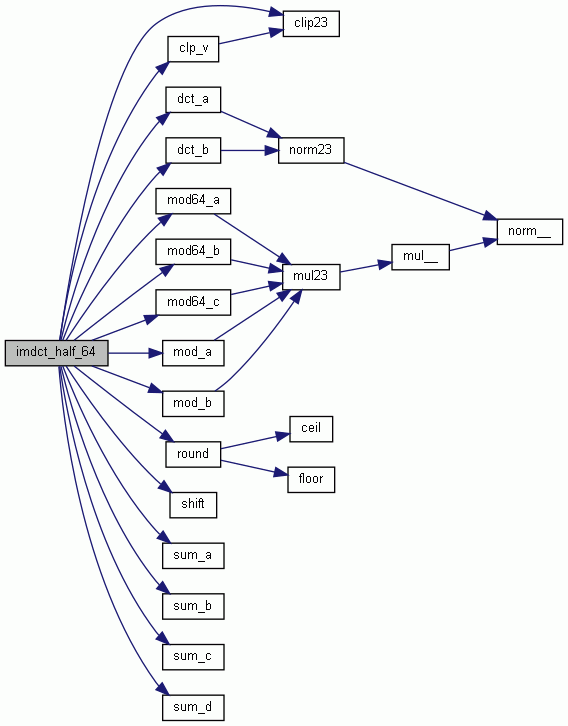 clip23
clp_v
dct_a
dct_b
norm23
mod64_a
norm__
mod64_b
mul__
mul23
mod64_c
imdct_half_64
mod_a
mod_b
ceil
round
floor
shift
sum_a
sum_b
sum_c
sum_d